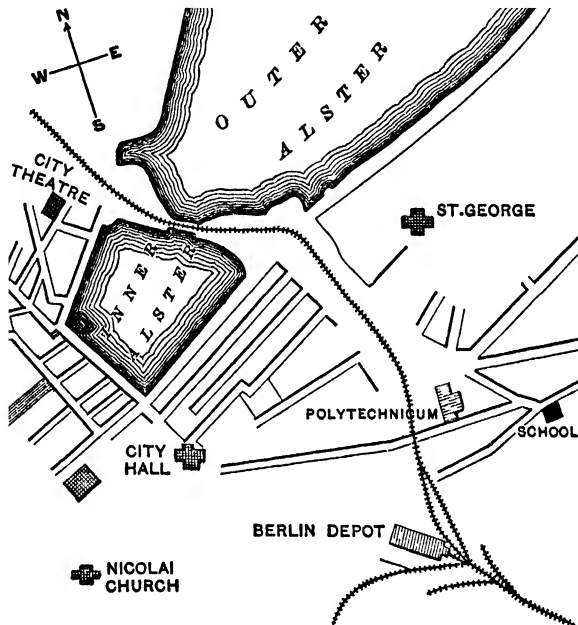 N
W
E
S
OUTER
ALSTER
CITY
THEATRE
ST. GEORGE
INNER
ALSTER
POLYTECHNICUM
SCHOOL
CITY
HALL
BERLIN DEPOT
NICOLAI
CHURCH